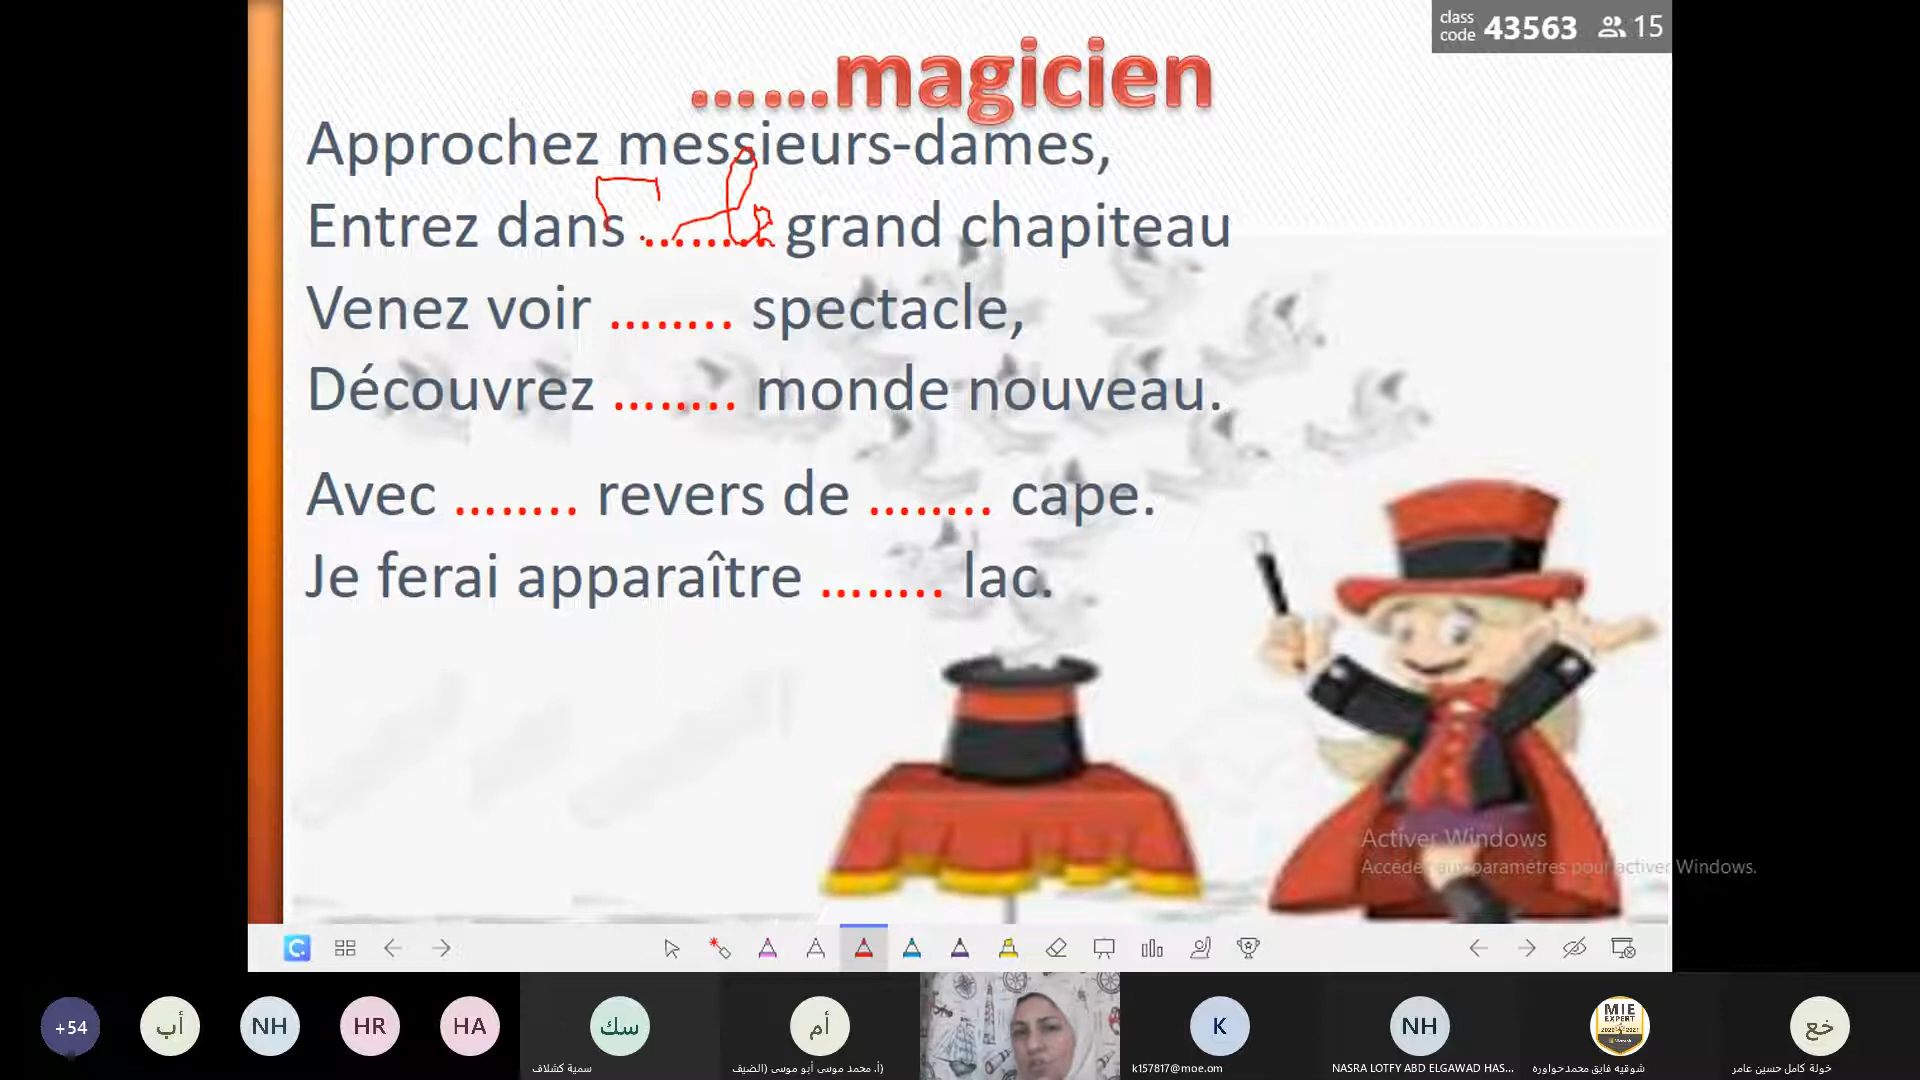 class code 43563 15
......magicien
Approchez messieurs-dames,
Entrez dans ........ grand chapiteau
Venez voir ........ spectacle,
Découvrez ........ monde nouveau.
Avec ........ revers de ........ cape.
Je ferai apparaître ........ lac.
Activer Windows
Accédez aux paramètres pour activer Windows.
+54
أب
NH
HR
HA
سك
أم
K
NH
MIE
EXPERT
خع
سمية كشلاف
أ. محمد موسى أبو موسى (الضيف)
k157817@moe.om
NASRA LOTFY ABD ELGAWAD HAS...
شوقيه فايق محمدحواوره
خولة كامل حسين عامر